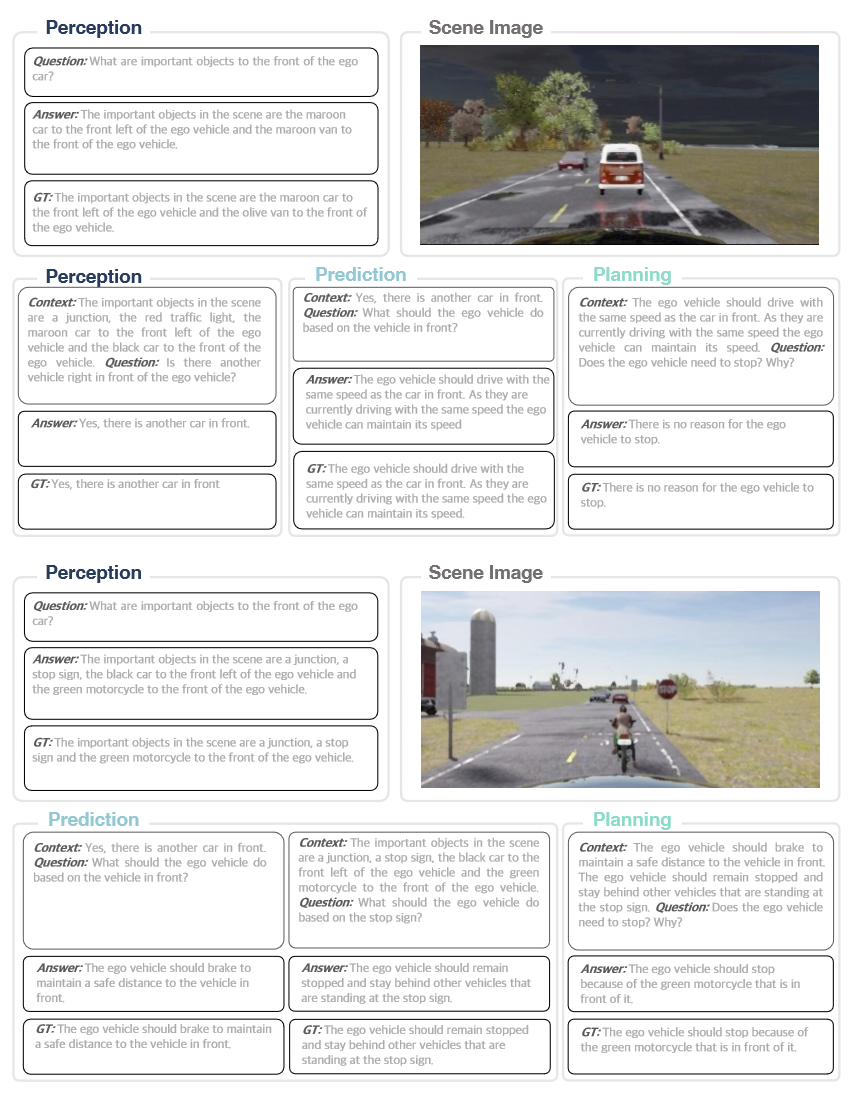 Perception
Question: What are important objects to the front of the ego
car?
Answer: The important objects in the scene are the maroon
car to the front left of the ego vehicle and the maroon van to
the front of the ego vehicle.
GT: The important objects in the scene are the maroon car to
the front left of the ego vehicle and the olive van to the front of
the ego vehicle.
Scene Image
Perception
Context: The important objects in the scene
are a junction, the red traffic light, the
maroon car to the front left of the ego
vehicle and the black car to the front of the
ego vehicle. Question: Is there another
vehicle right in front of the ego vehicle?
Answer: Yes, there is another car in front.
GT: Yes, there is another car in front
Prediction
Context: Yes, there is another car in front.
Question: What should the ego vehicle do
based on the vehicle in front?
Answer: The ego vehicle should drive with the
same speed as the car in front. As they are
currently driving with the same speed the ego
vehicle can maintain its speed
GT: The ego vehicle should drive with the
same speed as the car in front. As they are
currently driving with the same speed the ego
vehicle can maintain its speed.
Planning
Context: The ego vehicle should drive with
the same speed as the car in front. As they are
currently driving with the same speed the ego
vehicle can maintain its speed. Question:
Does the ego vehicle need to stop? Why?
Answer: There is no reason for the ego
vehicle to stop.
GT: There is no reason for the ego vehicle to
stop.
Perception
Question: What are important objects to the front of the ego
car?
Answer: The important objects in the scene are a junction, a
stop sign, the black car to the front left of the ego vehicle and
the green motorcycle to the front of the ego vehicle.
GT: The important objects in the scene are a junction, a stop
sign and the green motorcycle to the front of the ego vehicle.
Scene Image
STOP
Prediction
Context: Yes, there is another car in front.
Question: What should the ego vehicle do
based on the vehicle in front?
Answer: The ego vehicle should brake to
maintain a safe distance to the vehicle in
front.
GT: The ego vehicle should brake to maintain
a safe distance to the vehicle in front.
Context: The important objects in the scene
are a junction, a stop sign, the black car to the
front left of the ego vehicle and the green
motorcycle to the front of the ego vehicle.
Question: What should the ego vehicle do
based on the stop sign?
Answer: The ego vehicle should remain
stopped and stay behind other vehicles that
are standing at the stop sign.
GT: The ego vehicle should remain stopped
and stay behind other vehicles that are
standing at the stop sign.
Planning
Context: The ego vehicle should brake to
maintain a safe distance to the vehicle in front.
The ego vehicle should remain stopped and
stay behind other vehicles that are standing at
the stop sign. Question: Does the ego vehicle
need to stop? Why?
Answer: The ego vehicle should stop
because of the green motorcycle that is in
front of it.
GT: The ego vehicle should stop because of
the green motorcycle that is in front of it.